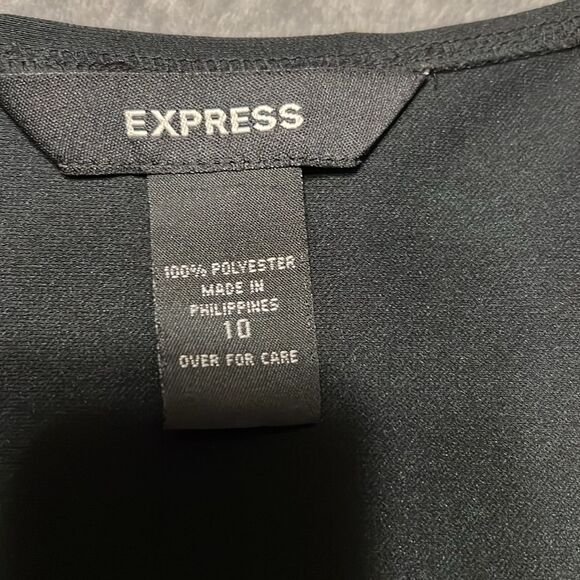 EXPRESS
100% POLYESTER
MADE IN
PHILIPPINES
10
OVER FOR CARE